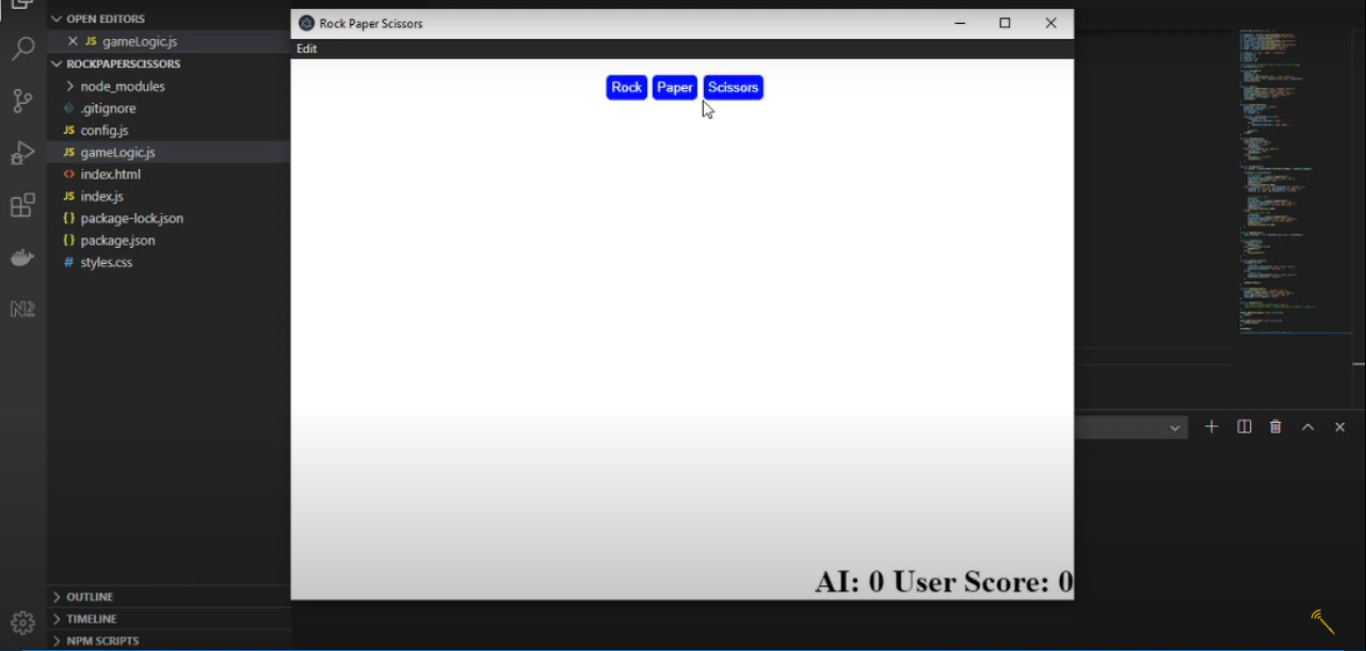 OPEN EDITORS
JS gameLogic.js
ROCKPAPERSCISSORS
node_modules
.gitignore
JS config.js
JS gameLogic.js
<> index.html
JS index.js
{} package-lock.json
{} package.json
# styles.css
OUTLINE
TIMELINE
NPM SCRIPTS
Rock Paper Scissors
Edit
Rock Paper Scissors
AI: 0 User Score: 0